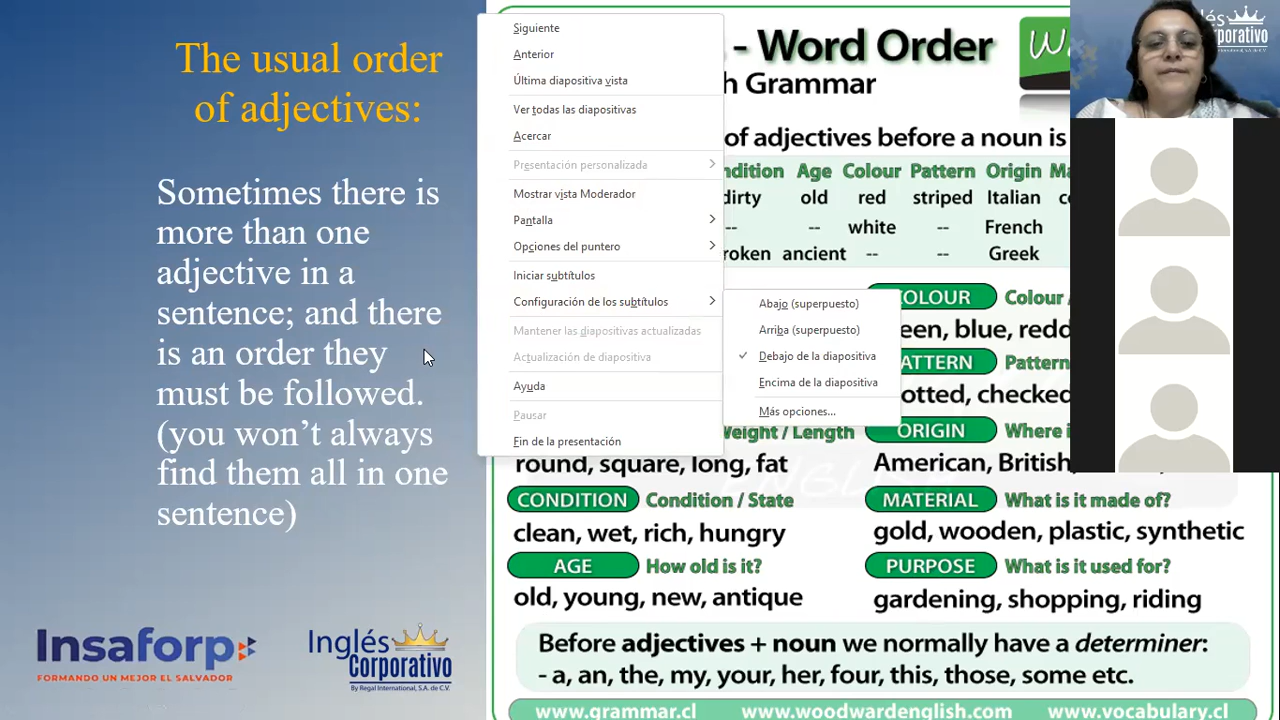 The usual order
of adjectives:
Sometimes there is
more than one
adjective in a
sentence; and there
is an order they
must be followed.
(you won't always
find them all in one
sentence)
Insaforp
FORMANDO UN MEJOR EL SALVADOR
Inglés
Corporativo
By Regal International, S.A. de C.V.
Siguiente
Anterior
Última diapositiva vista
Ver todas las diapositivas
Acercar
Presentación personalizada
Mostrar vista Moderador
Pantalla
Opciones del puntero
Iniciar subtítulos
Configuración de los subtítulos
Mantener las diapositivas actualizadas
Actualización de diapositiva
Ayuda
Pausar
Fin de la presentación
Abajo (superpuesto)
Arriba (superpuesto)
Debajo de la diapositiva
Encima de la diapositiva
Más opciones...
- Word Order
Grammar
of adjectives before a noun is
Age Colour Pattern Origin
dirty old red striped Italian
-- -- white -- French
ancient -- -- Greek
COLOUR Colour
blue,
Pattern
checked
Weight / Length
ORIGIN Where
round, square, long, fat
American, British,
CONDITION Condition / State
clean, wet, rich, hungry
MATERIAL What is it made of?
gold, wooden, plastic, synthetic
AGE How old is it?
old, young, new, antique
PURPOSE What is it used for?
gardening, shopping, riding
Before adjectives + noun we normally have a determiner:
- a, an, the, my, your, her, four, this, those, some etc.
www.grammar.cl www.woodwardenglish.com www.vocabulary.cl